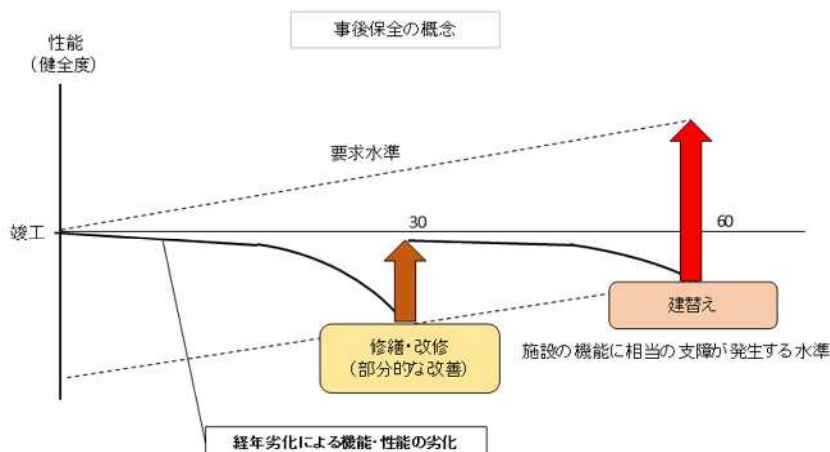 事後保全の概念
性能
（健全度）
要求水準
竣工
30
60
建替え
修繕・改修
（部分的な改善）
施設の機能に相当の支障が発生する水準
経年劣化による機能・性能の劣化